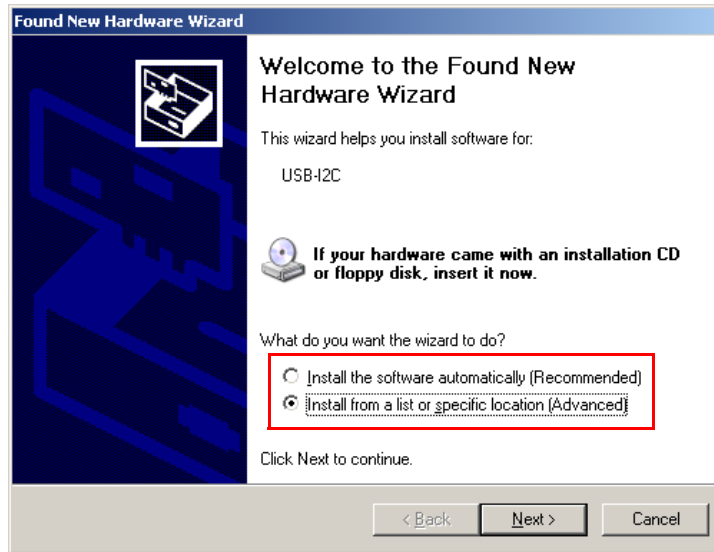 Found New Hardware Wizard
Welcome to the Found New
Hardware Wizard
This wizard helps you install software for:
USB-I2C
If your hardware came with an installation CD
or floppy disk, insert it now.
What do you want the wizard to do?
Install the software automatically (Recommended)
Install from a list or specific location (Advanced)
Click Next to continue.
< Back Next > Cancel